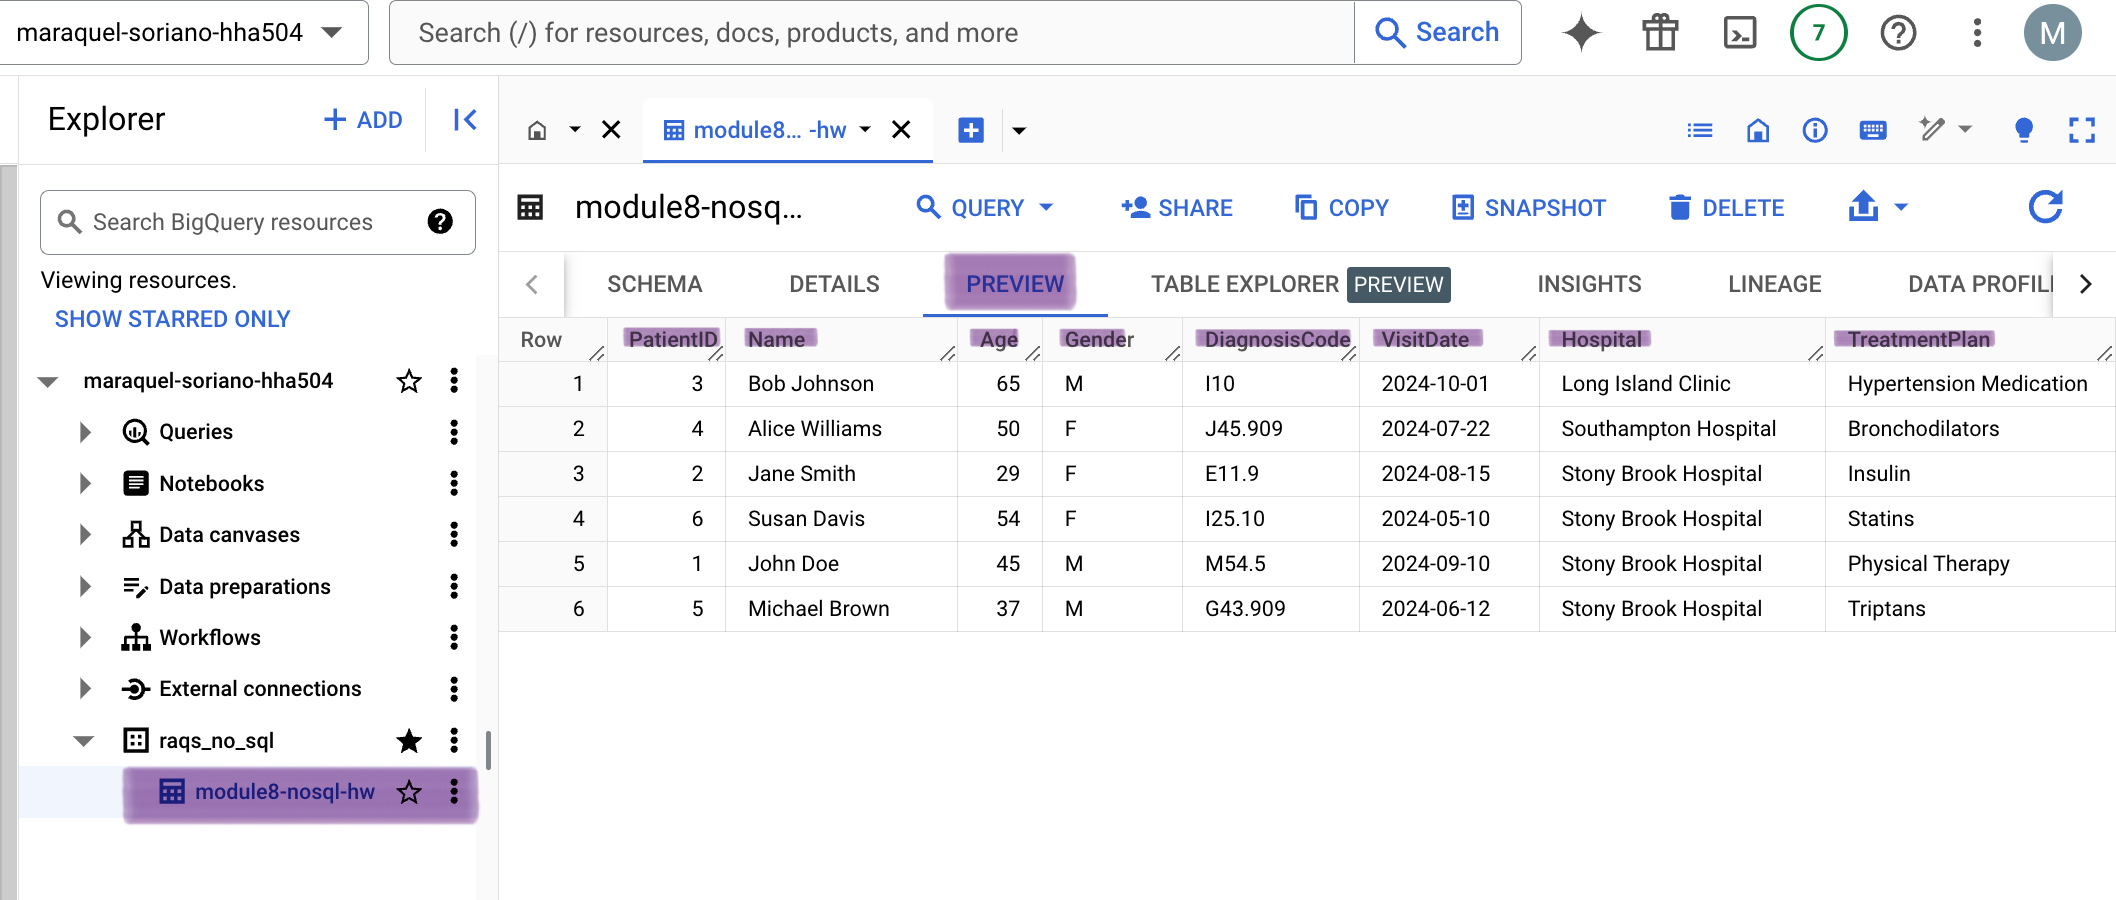 maraquel-soriano-hha504
Search (/) for resources, docs, products, and more
Search
7
M
Explorer
+ ADD
module8... -hw
Search BigQuery resources
Viewing resources.
SHOW STARRED ONLY
maraquel-soriano-hha504
Queries
Notebooks
Data canvases
Data preparations
Workflows
External connections
raqs_no_sql
module8-nosql-hw
module8-nosq...
QUERY
SHARE
COPY
SNAPSHOT
DELETE
SCHEMA DETAILS PREVIEW TABLE EXPLORER PREVIEW INSIGHTS LINEAGE DATA PROFILI
Row PatientID Name Age Gender DiagnosisCode VisitDate Hospital TreatmentPlan
1 3 Bob Johnson 65 M I10 2024-10-01 Long Island Clinic Hypertension Medication
2 4 Alice Williams 50 F J45.909 2024-07-22 Southampton Hospital Bronchodilators
3 2 Jane Smith 29 F E11.9 2024-08-15 Stony Brook Hospital Insulin
4 6 Susan Davis 54 F I25.10 2024-05-10 Stony Brook Hospital Statins
5 1 John Doe 45 M M54.5 2024-09-10 Stony Brook Hospital Physical Therapy
6 5 Michael Brown 37 M G43.909 2024-06-12 Stony Brook Hospital Triptans